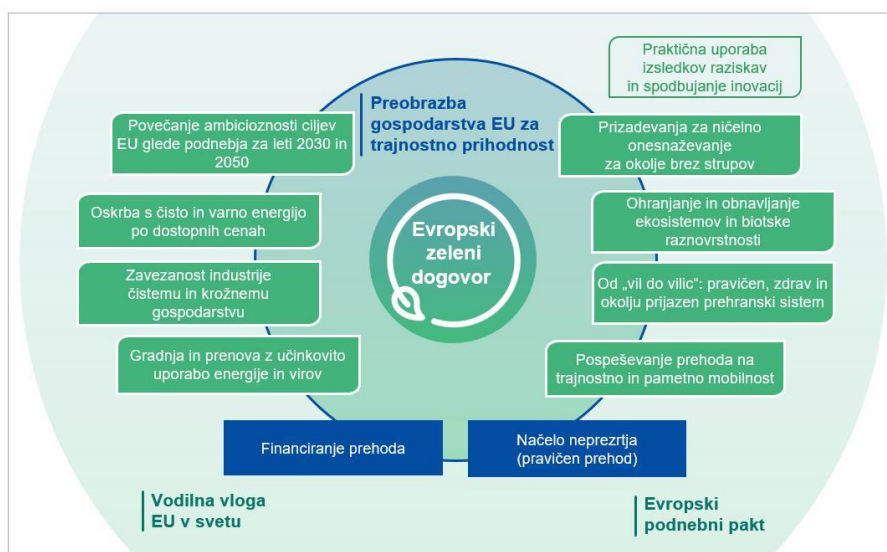 Praktična uporaba
izsledkov raziskav
in spodbujanje inovacij
Preobrazba
gospodarstva EU za
trajnostno prihodnost
Povečanje ambicioznosti ciljev
EU glede podnebja za leti 2030 in
2050
Prizadevanja za ničelno
onesnaževanje
za okolje brez strupov
Oskrba s čisto in varno energijo
po dostopnih cenah
Ohranjanje in obnavljanje
ekosistemov in biotske
raznovrstnosti
Evropski
zeleni
dogovor
Zavezanost industrije
čistemu in krožnemu
gospodarstvu
Od „vil do vilic“: pravičen, zdrav in
okolju prijazen prehranski sistem
Gradnja in prenova z učinkovito
uporabo energije in virov
Pospeševanje prehoda na
trajnostno in pametno mobilnost
Financiranje prehoda
Načelo neprezrtja
(pravičen prehod)
Vodilna vloga
EU v svetu
Evropski
podnebni pakt